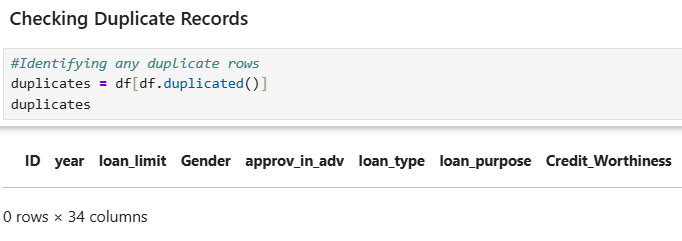 Checking Duplicate Records
#Identifying any duplicate rows
duplicates = df[df.duplicated()]
duplicates
ID year loan_limit Gender approv_in_adv loan_type loan_purpose Credit_Worthiness
0 rows × 34 columns